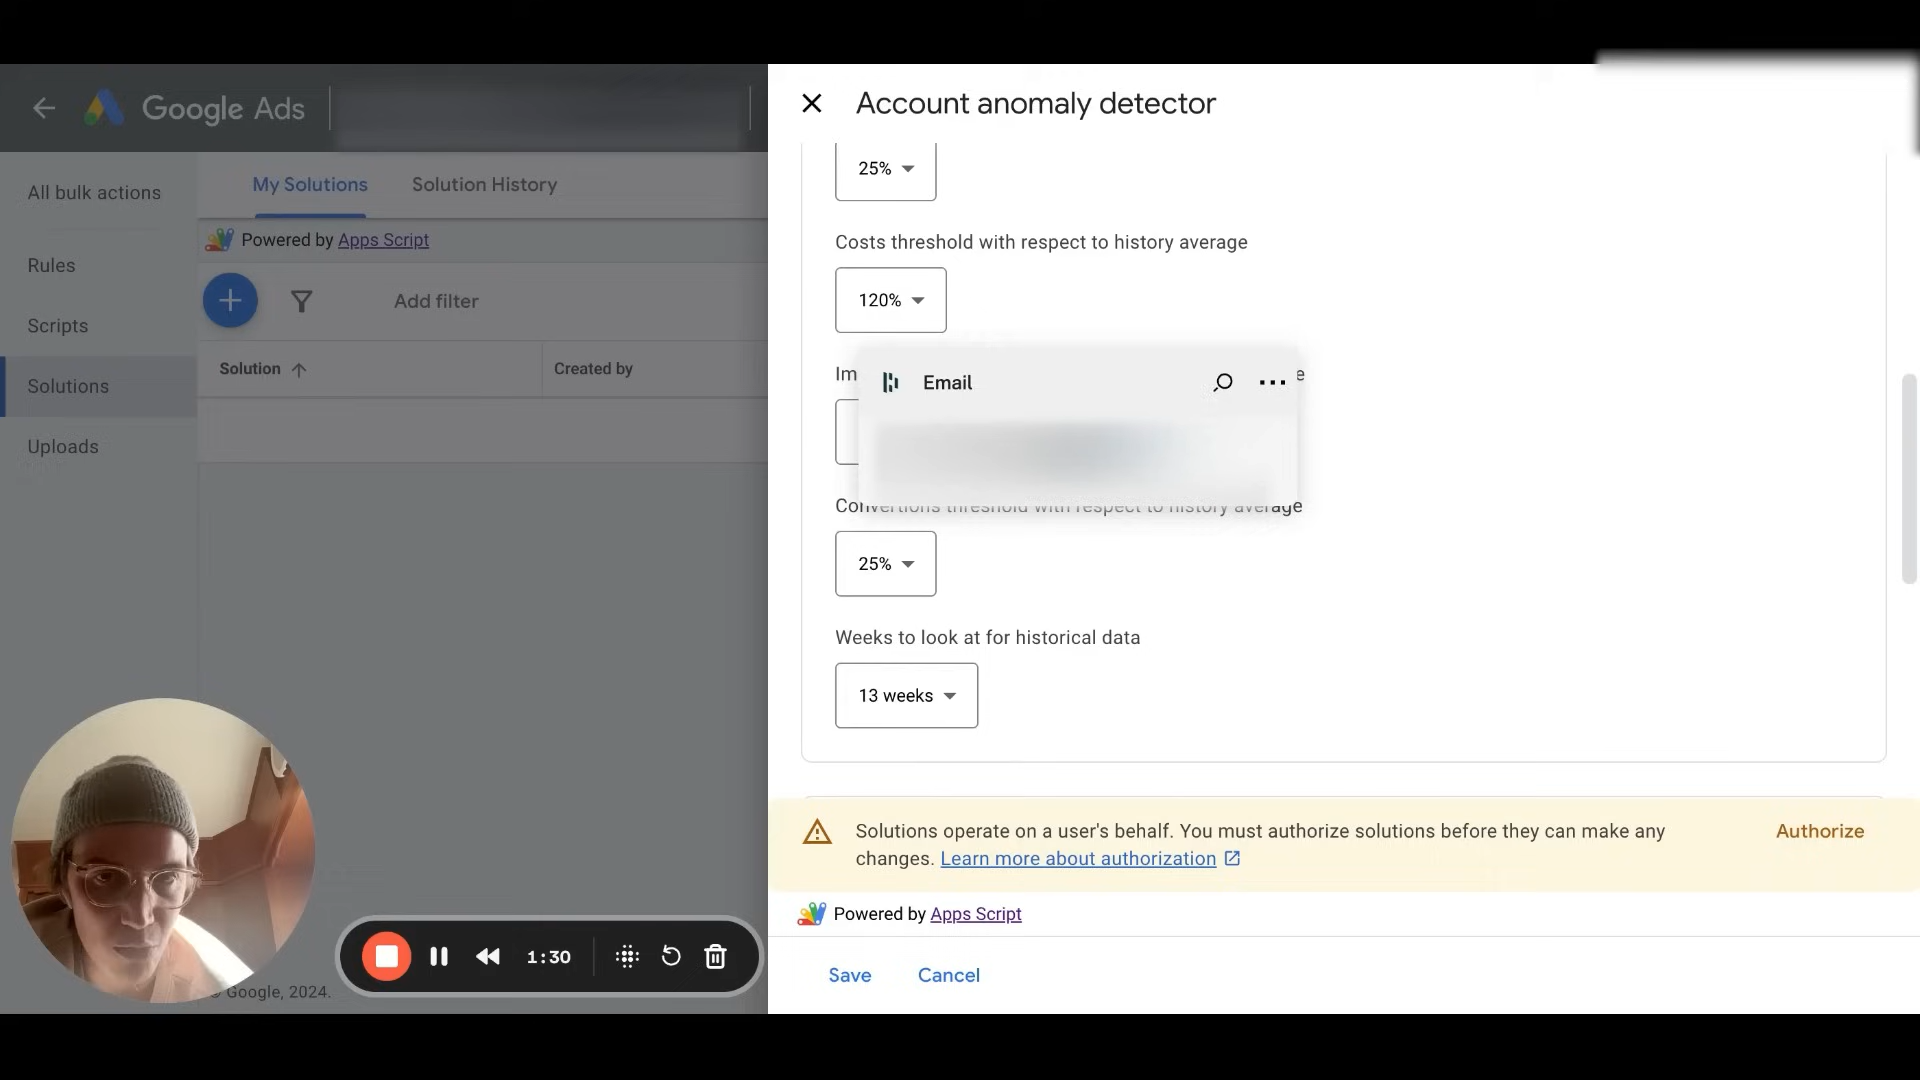 Google Ads
Account anomaly detector
All bulk actions
Rules
Scripts
Solutions
Uploads
My Solutions
Solution History
Powered by Apps Script
Add filter
Solution
Created by
25%
Costs threshold with respect to history average
120%
Email
Convertions threshold with respect to history average
25%
Weeks to look at for historical data
13 weeks
Solutions operate on a user's behalf. You must authorize solutions before they can make any
changes. Learn more about authorization
Authorize
Powered by Apps Script
Save
Cancel
1:30
Google, 2024.